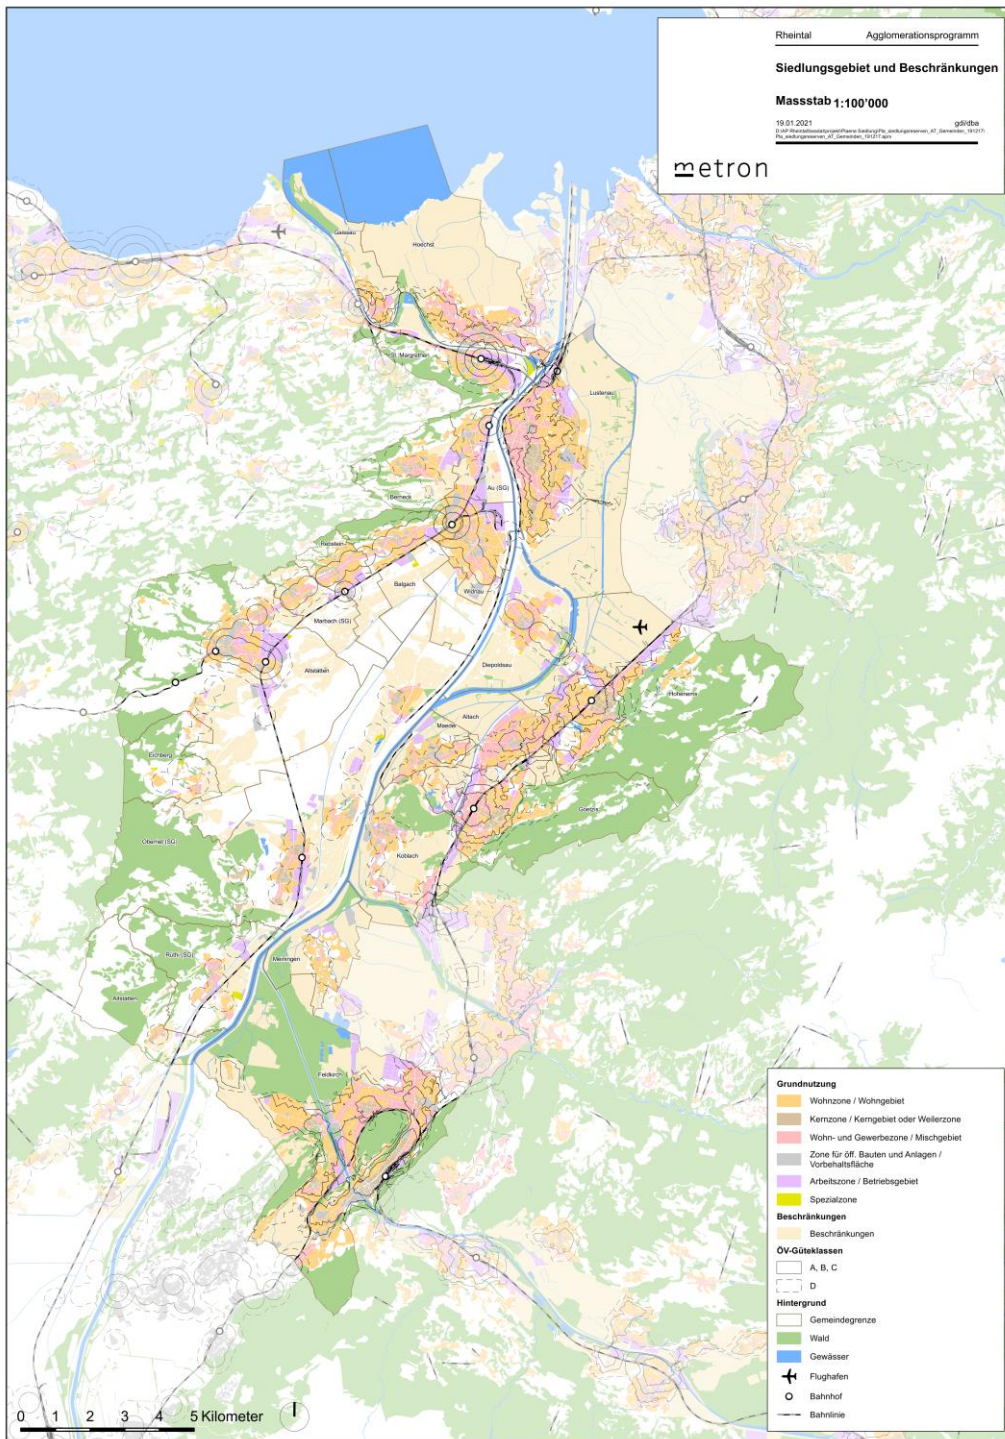 Rheintal Agglomerationsprogramm
Siedlungsgebiet und Beschränkungen
Massstab 1:100'000
19.01.2021 gdi/dba
metron
Gaissau
Hoechst
St. Margrethen
Lustenau
Au (SG)
Berneck
Rebstein
Balgach
Widnau
Marbach (SG)
Altstätten
Diepoldsau
Hohenems
Altach
Maeder
Eichberg
Goetzis
Oberriet (SG)
Koblach
Rüthi (SG)
Meiningen
Altstätten
Feldkirch
Grundnutzung
Wohnzone / Wohngebiet
Kernzone / Kerngebiet oder Weilerzone
Wohn- und Gewerbezone / Mischgebiet
Zone für öff. Bauten und Anlagen /
Vorbehaltsfläche
Arbeitszone / Betriebsgebiet
Spezialzone
Beschränkungen
Beschränkungen
ÖV-Güteklassen
A, B, C
D
Hintergrund
Gemeindegrenze
Wald
Gewässer
Flughafen
Bahnhof
Bahnlinie
0 1 2 3 4 5 Kilometer